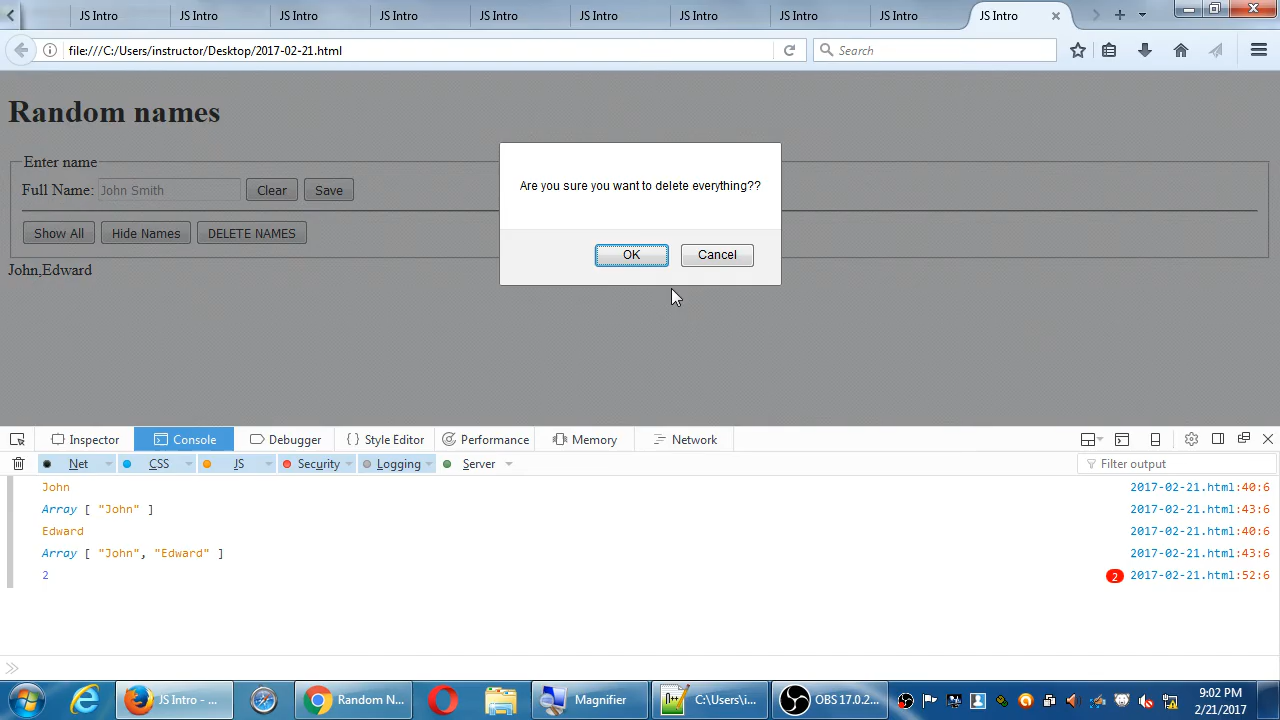 JS Intro JS Intro JS Intro JS Intro JS Intro JS Intro JS Intro JS Intro JS Intro JS Intro
file:///C:/Users/instructor/Desktop/2017-02-21.html Search
Random names
Enter name
Full Name: John Smith Clear Save
Show All Hide Names DELETE NAMES
John,Edward
Are you sure you want to delete everything??
OK Cancel
Inspector Console Debugger { } Style Editor Performance Memory Network
Net CSS JS Security Logging Server Filter output
John 2017-02-21.html:40:6
Array [ "John" ] 2017-02-21.html:43:6
Edward 2017-02-21.html:40:6
Array [ "John", "Edward" ] 2017-02-21.html:43:6
2 2 2017-02-21.html:52:6
JS Intro - ... Random N... Magnifier C:\Users\i... OBS 17.0.2... 9:02 PM
2/21/2017